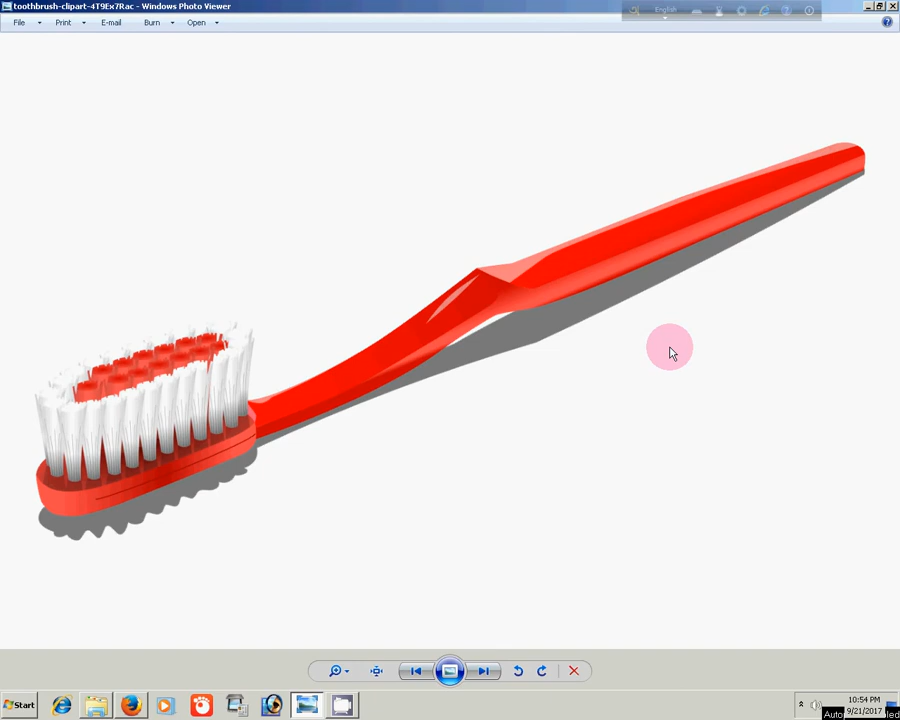 toothbrush-clipart-4T9Ex7Rac - Windows Photo Viewer
English
File Print E-mail Burn Open
Start
10:54 PM
9/21/2017
Auto